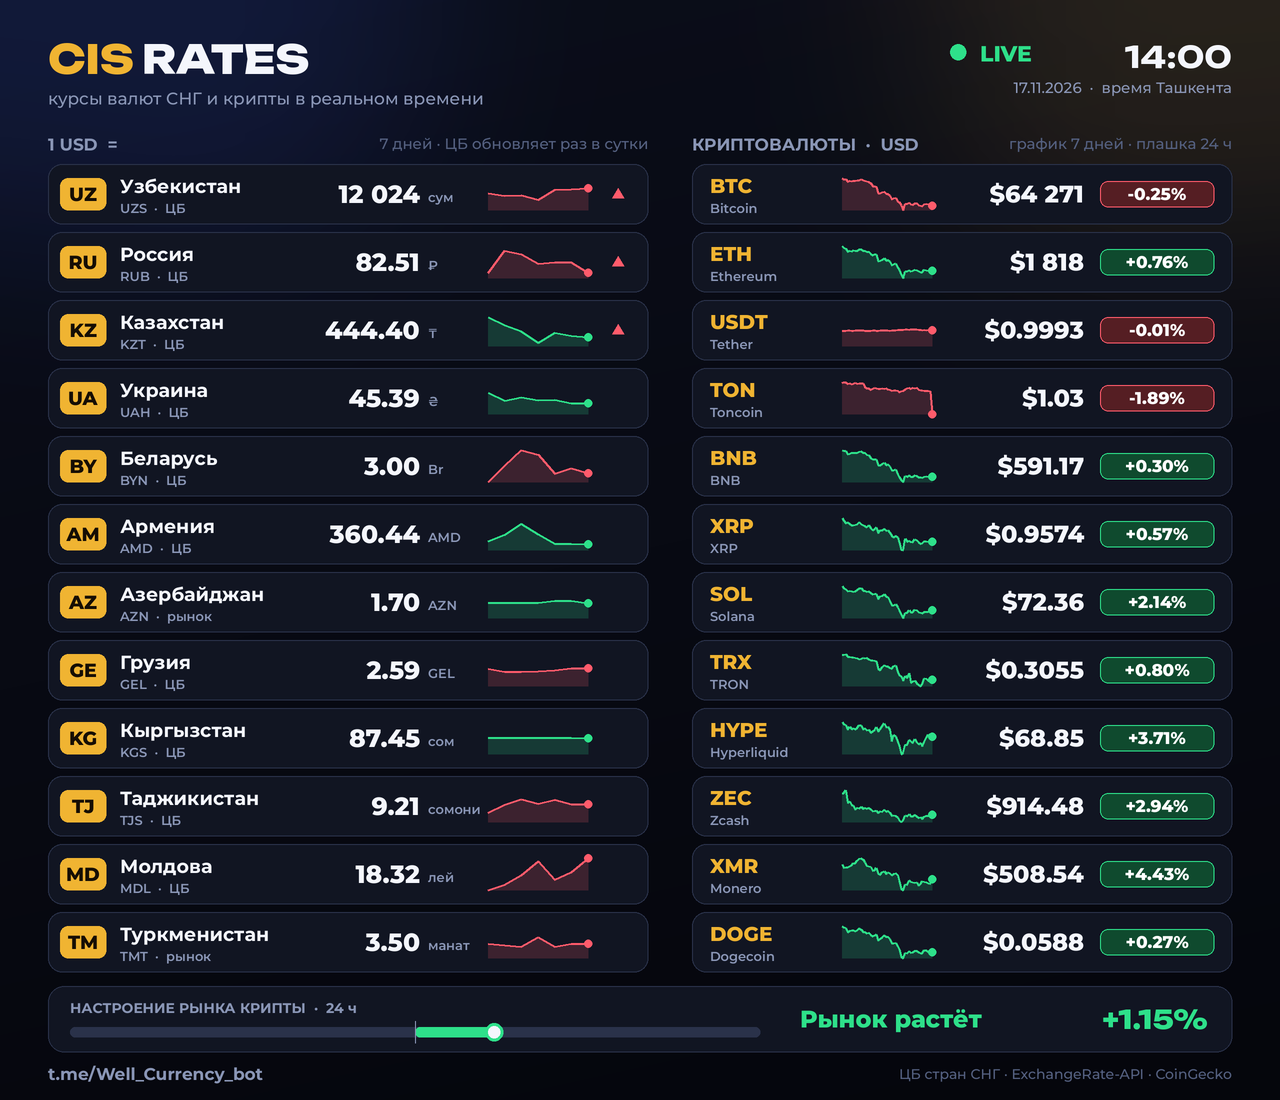 CIS RATES
курсы валют СНГ и крипты в реальном времени
LIVE 14:00
17.11.2026 · время Ташкента
1 USD =
7 дней · ЦБ обновляет раз в сутки
UZ Узбекистан 12 024 сум
UZS · ЦБ
RU Россия 82.51 ₽
RUB · ЦБ
KZ Казахстан 444.40 ₸
KZT · ЦБ
UA Украина 45.39 ₴
UAH · ЦБ
BY Беларусь 3.00 Br
BYN · ЦБ
AM Армения 360.44 AMD
AMD · ЦБ
AZ Азербайджан 1.70 AZN
AZN · рынок
GE Грузия 2.59 GEL
GEL · ЦБ
KG Кыргызстан 87.45 сом
KGS · ЦБ
TJ Таджикистан 9.21 сомони
TJS · ЦБ
MD Молдова 18.32 лей
MDL · ЦБ
TM Туркменистан 3.50 манат
TMT · рынок
КРИПТОВАЛЮТЫ · USD
график 7 дней · плашка 24 ч
BTC $64 271 -0.25%
Bitcoin
ETH $1 818 +0.76%
Ethereum
USDT $0.9993 -0.01%
Tether
TON $1.03 -1.89%
Toncoin
BNB $591.17 +0.30%
BNB
XRP $0.9574 +0.57%
XRP
SOL $72.36 +2.14%
Solana
TRX $0.3055 +0.80%
TRON
HYPE $68.85 +3.71%
Hyperliquid
ZEC $914.48 +2.94%
Zcash
XMR $508.54 +4.43%
Monero
DOGE $0.0588 +0.27%
Dogecoin
НАСТРОЕНИЕ РЫНКА КРИПТЫ · 24 ч
Рынок растёт +1.15%
t.me/Well_Currency_bot
ЦБ стран СНГ · ExchangeRate-API · CoinGecko